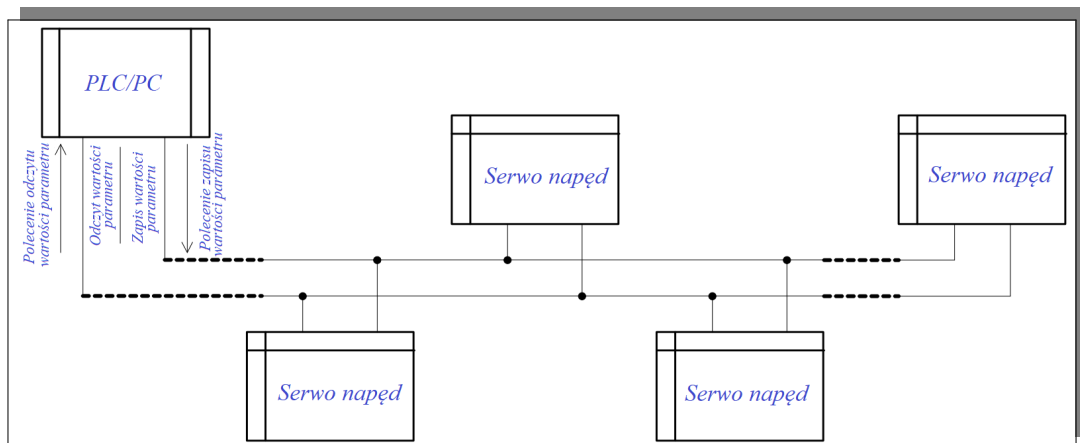 PLC/PC
Polecenie odczytu
wartości parametru
Odczyt wartości
parametru
Zapis wartości
parametru
Polecenie zapisu
wartości parametru
Serwo napęd
Serwo napęd
Serwo napęd
Serwo napęd